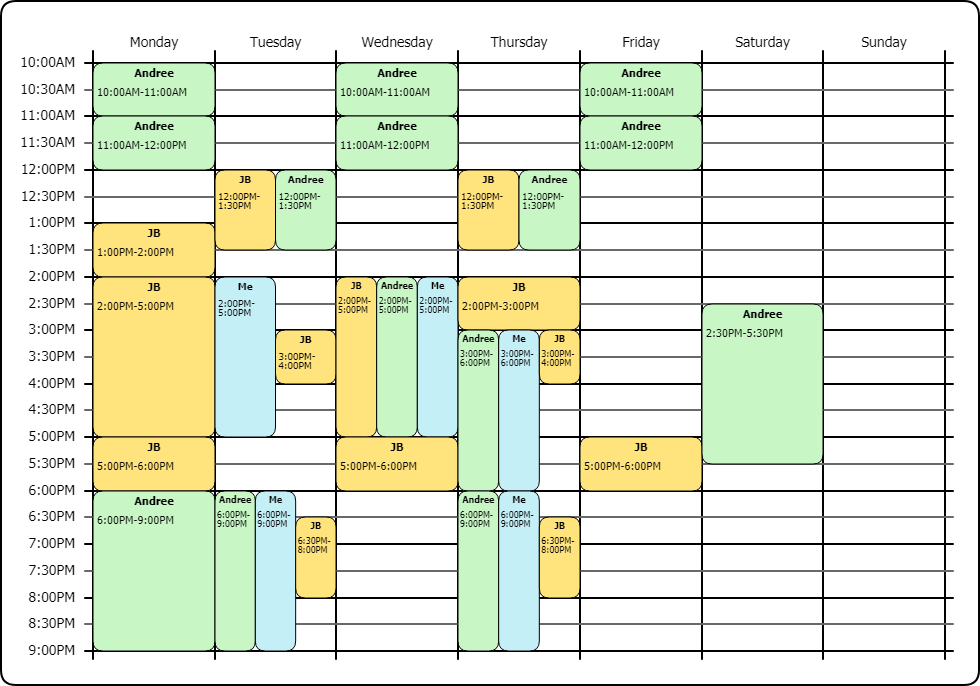 Monday Tuesday Wednesday Thursday Friday Saturday Sunday
10:00AM
10:30AM
11:00AM
11:30AM
12:00PM
12:30PM
1:00PM
1:30PM
2:00PM
2:30PM
3:00PM
3:30PM
4:00PM
4:30PM
5:00PM
5:30PM
6:00PM
6:30PM
7:00PM
7:30PM
8:00PM
8:30PM
9:00PM
Andree
10:00AM-11:00AM
Andree
11:00AM-12:00PM
JB
1:00PM-2:00PM
JB
2:00PM-5:00PM
JB
5:00PM-6:00PM
Andree
6:00PM-9:00PM
JB
12:00PM-
1:30PM
Andree
12:00PM-
1:30PM
Me
2:00PM-
5:00PM
JB
3:00PM-
4:00PM
Andree
6:00PM-
9:00PM
Me
6:00PM-
9:00PM
JB
6:30PM-
8:00PM
Andree
10:00AM-11:00AM
Andree
11:00AM-12:00PM
JB
2:00PM-
5:00PM
Andree
2:00PM-
5:00PM
Me
2:00PM-
5:00PM
JB
5:00PM-6:00PM
JB
12:00PM-
1:30PM
Andree
12:00PM-
1:30PM
JB
2:00PM-3:00PM
Andree
3:00PM-
6:00PM
Me
3:00PM-
6:00PM
JB
3:00PM-
4:00PM
Andree
6:00PM-
9:00PM
Me
6:00PM-
9:00PM
JB
6:30PM-
8:00PM
Andree
10:00AM-11:00AM
Andree
11:00AM-12:00PM
JB
5:00PM-6:00PM
Andree
2:30PM-5:30PM